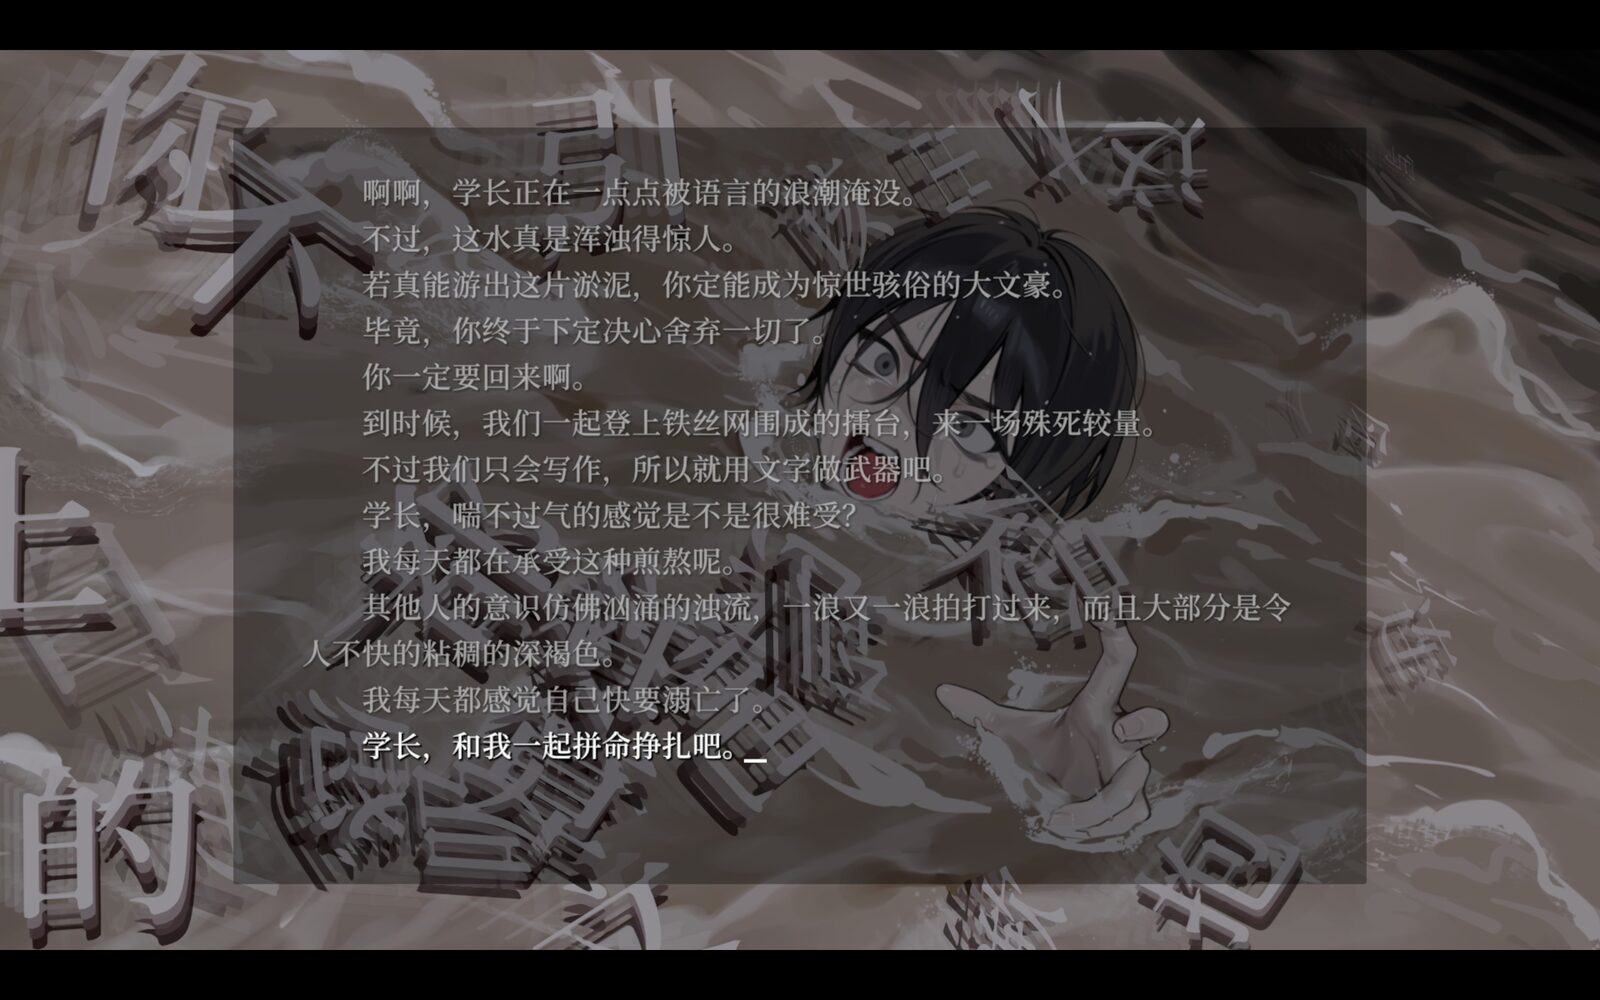 啊啊，学长正在一点点被语言的浪潮淹没。
不过，这水真是浑浊得惊人。
若真能游出这片淤泥，你定能成为惊世骇俗的大文豪。
毕竟，你终于下定决心舍弃一切了。
你一定要回来啊。
到时候，我们一起登上铁丝网围成的擂台，来一场殊死较量。
不过我们只会写作，所以就用文字做武器吧。
学长，喘不过气的感觉是不是很难受？
我每天都在承受这种煎熬呢。
其他人的意识仿佛汹涌的浊流，一浪又一浪拍打过来，而且大部分是令
人不快的粘稠的深褐色。
我每天都感觉自己快要溺亡了。
学长，和我一起拼命挣扎吧。
你
不
引
这
上
的
抱